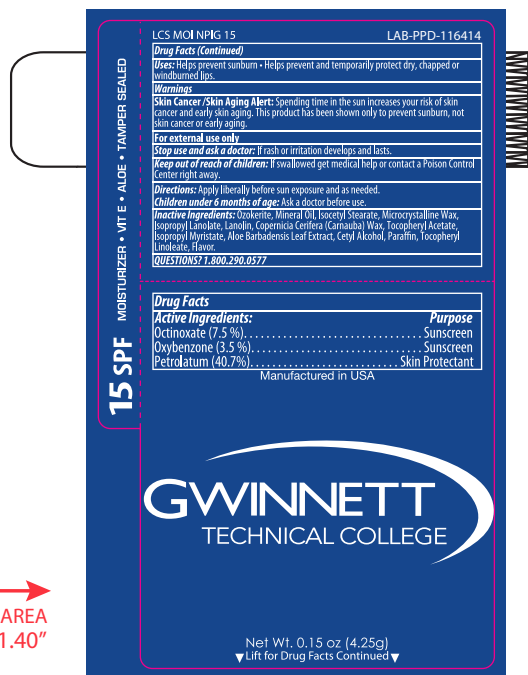 LCS MOI NPIG 15 LAB-PPD-116414
Drug Facts (Continued)
Uses: Helps prevent sunburn • Helps prevent and temporarily protect dry, chapped or
windburned lips.
Warnings
Skin Cancer /Skin Aging Alert: Spending time in the sun increases your risk of skin
cancer and early skin aging. This product has been shown only to prevent sunburn, not
skin cancer or early aging.
For external use only
Stop use and ask a doctor: If rash or irritation develops and lasts.
Keep out of reach of children: If swallowed get medical help or contact a Poison Control
Center right away.
Directions: Apply liberally before sun exposure and as needed.
Children under 6 months of age: Ask a doctor before use.
Inactive Ingredients: Ozokerite, Mineral Oil, Isocetyl Stearate, Microcrystalline Wax,
Isopropyl Lanolate, Lanolin, Copernicia Cerifera (Carnauba) Wax, Tocopheryl Acetate,
Isopropyl Myristate, Aloe Barbadensis Leaf Extract, Cetyl Alcohol, Paraffin, Tocopheryl
Linoleate, Flavor.
QUESTIONS? 1.800.290.0577
Drug Facts
Active Ingredients: Purpose
Octinoxate (7.5 %)................................Sunscreen
Oxybenzone (3.5 %)...............................Sunscreen
Petrolatum (40.7%)...........................Skin Protectant
Manufactured in USA
15 SPF MOISTURIZER • VIT E • ALOE • TAMPER SEALED
GWINNETT
TECHNICAL COLLEGE
AREA
1.40”
Net Wt. 0.15 oz (4.25g)
▼Lift for Drug Facts Continued▼